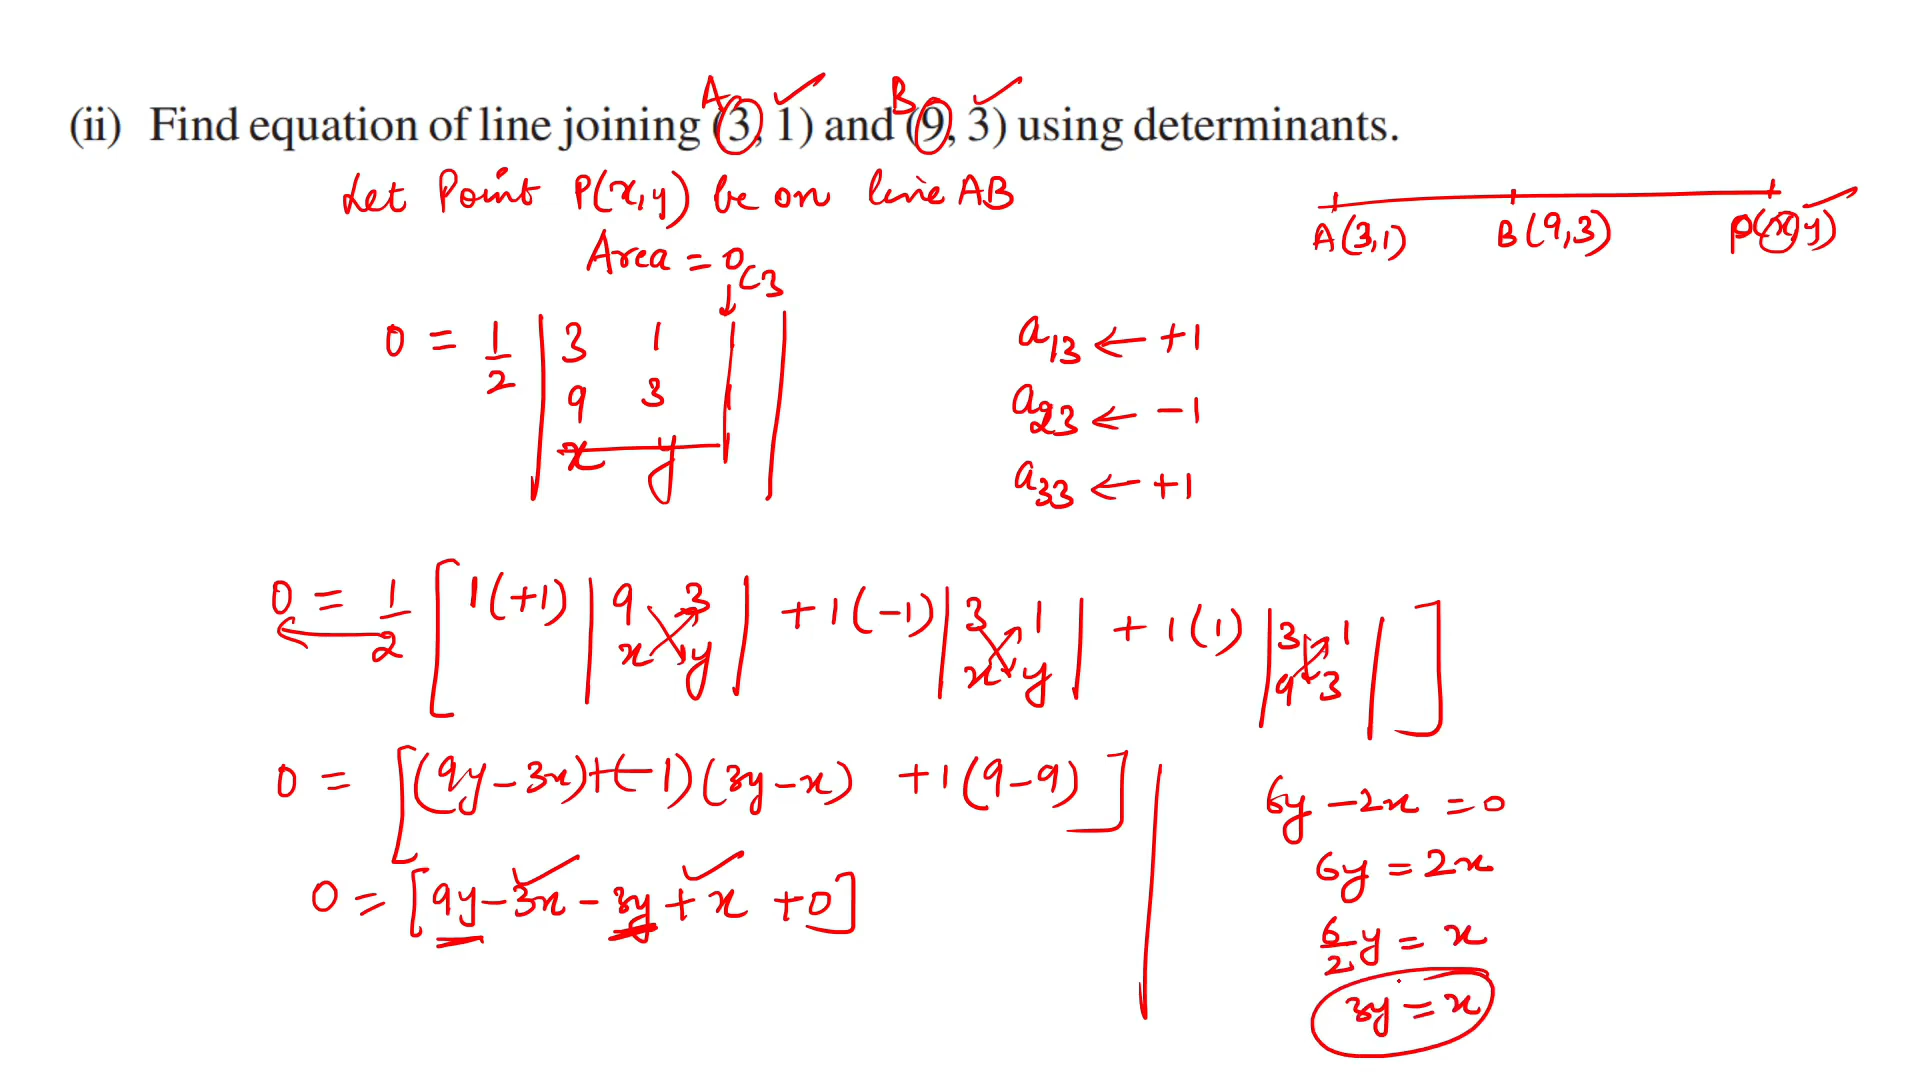 (ii) Find equation of line joining (3, 1) and (9, 3) using determinants.
A B
Let Point P(x,y) be on line AB
A(3,1) B(9,3) P(x,y)
Area = 0
C3
0 = 1/2 | 3 1 1 |
9 3 1
x y 1
a13 ← +1
a23 ← -1
a33 ← +1
0 = 1/2 [ 1(+1) | 9 3 | + 1(-1) | 3 1 | + 1(1) | 3 1 | ]
x y x y 9 3
0 = [(9y-3x)+(-1)(3y-x) +1(9-9)]
0 = [9y-3x-3y+x+0]
6y-2x=0
6y=2x
6/2 y = x
3y=x